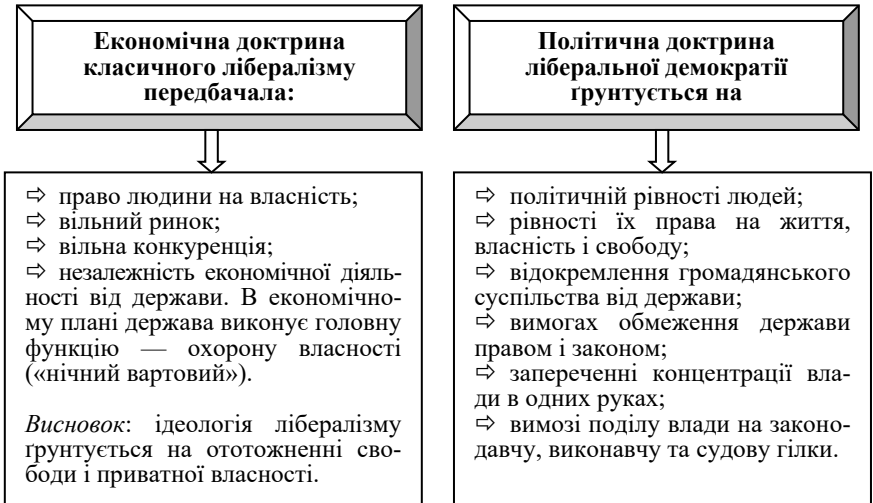 Економічна доктрина
класичного лібералізму
передбачала:
⇨ право людини на власність;
⇨ вільний ринок;
⇨ вільна конкуренція;
⇨ незалежність економічної діяль-
ності від держави. В економічно-
му плані держава виконує головну
функцію — охорону власності
(«нічний вартовий»).
Висновок: ідеологія лібералізму
ґрунтується на ототожненні сво-
боди і приватної власності.
Політична доктрина
ліберальної демократії
ґрунтується на
⇨ політичній рівності людей;
⇨ рівності їх права на життя,
власність і свободу;
⇨ відокремлення громадянського
суспільства від держави;
⇨ вимогах обмеження держави
правом і законом;
⇨ запереченні концентрації вла-
ди в одних руках;
⇨ вимозі поділу влади на законо-
давчу, виконавчу та судову гілки.